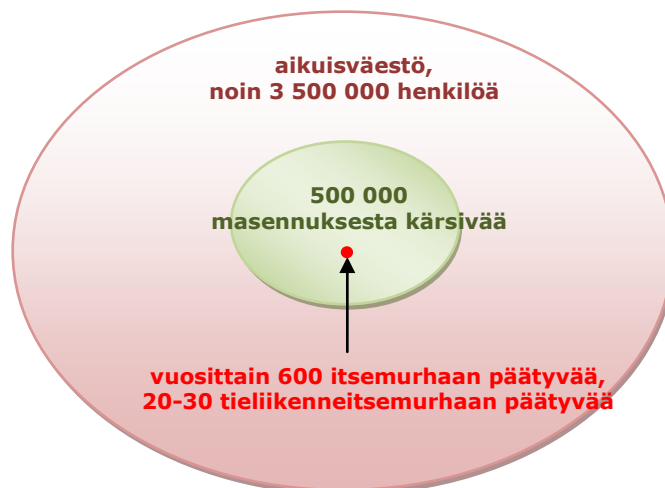 aikuisväestö,
noin 3 500 000 henkilöä
500 000
masennuksesta kärsivää
vuosittain 600 itsemurhaan päätyvää,
20-30 tieliikenneitsemurhaan päätyvää